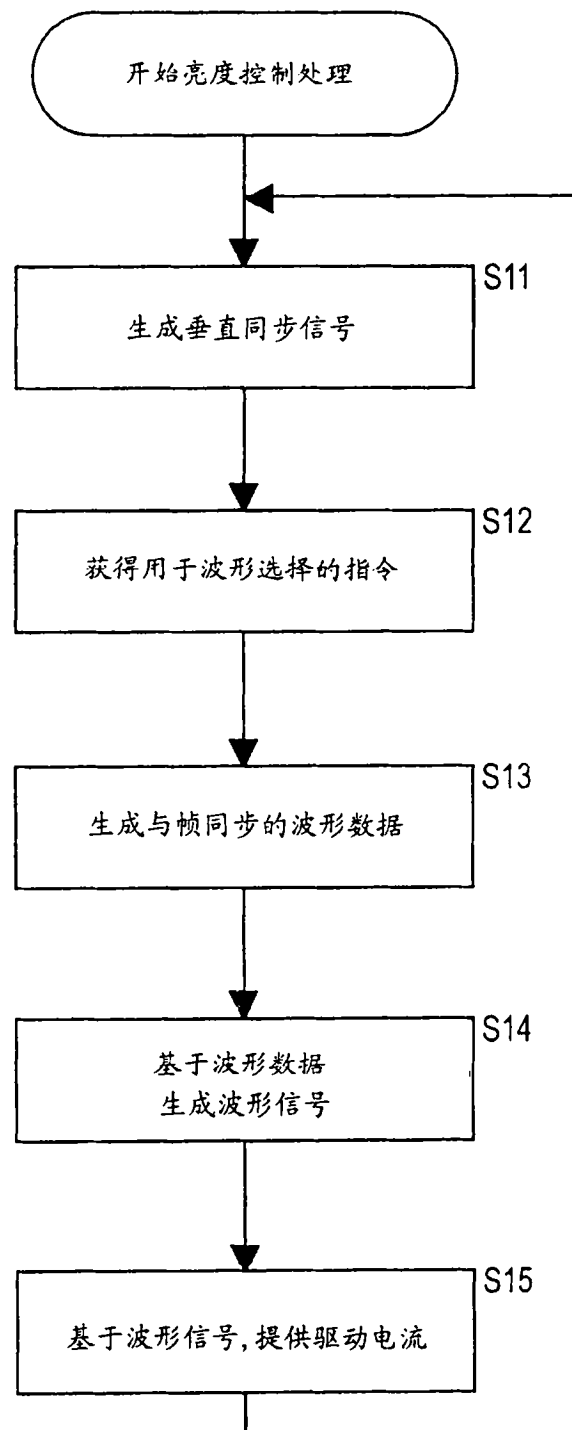 开始亮度控制处理
S11
生成垂直同步信号
S12
获得用于波形选择的指令
S13
生成与帧同步的波形数据
S14
基于波形数据
生成波形信号
S15
基于波形信号,提供驱动电流